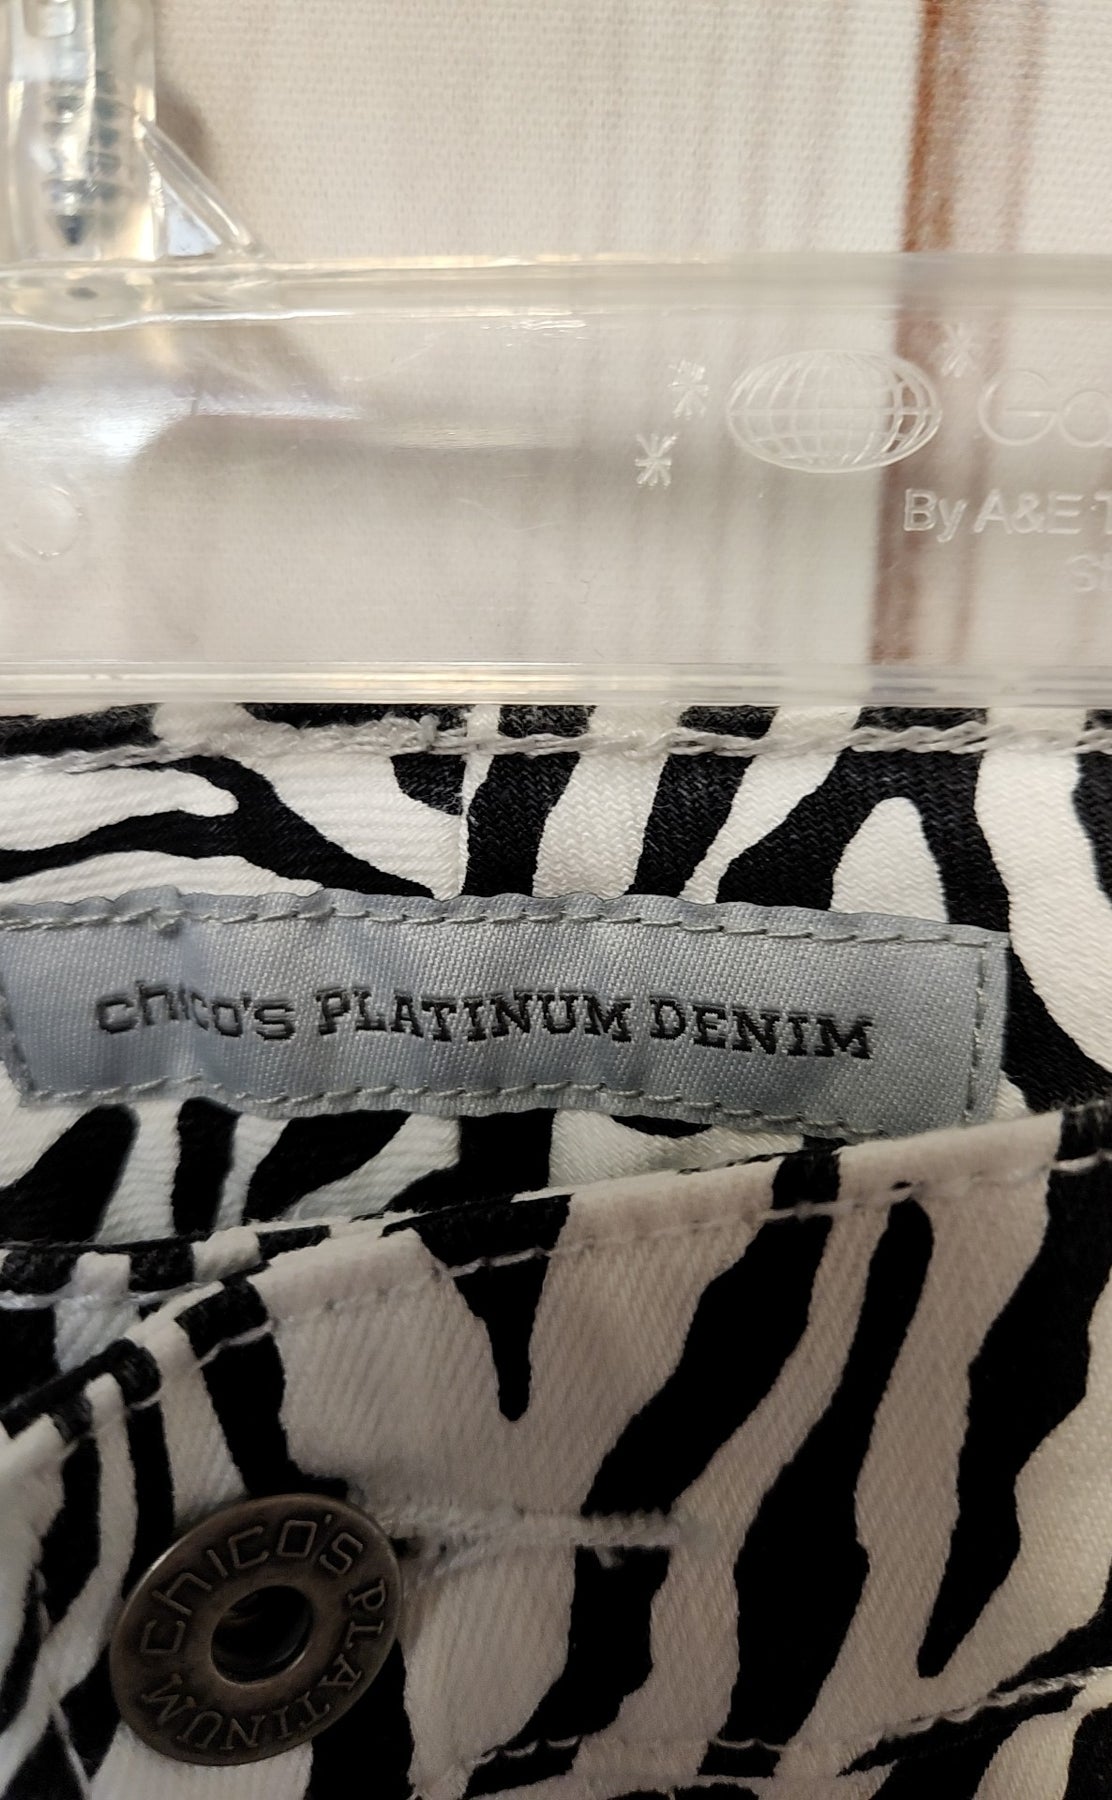 By A&E
chico's PLATINUM DENIM
chico's PLATINUM